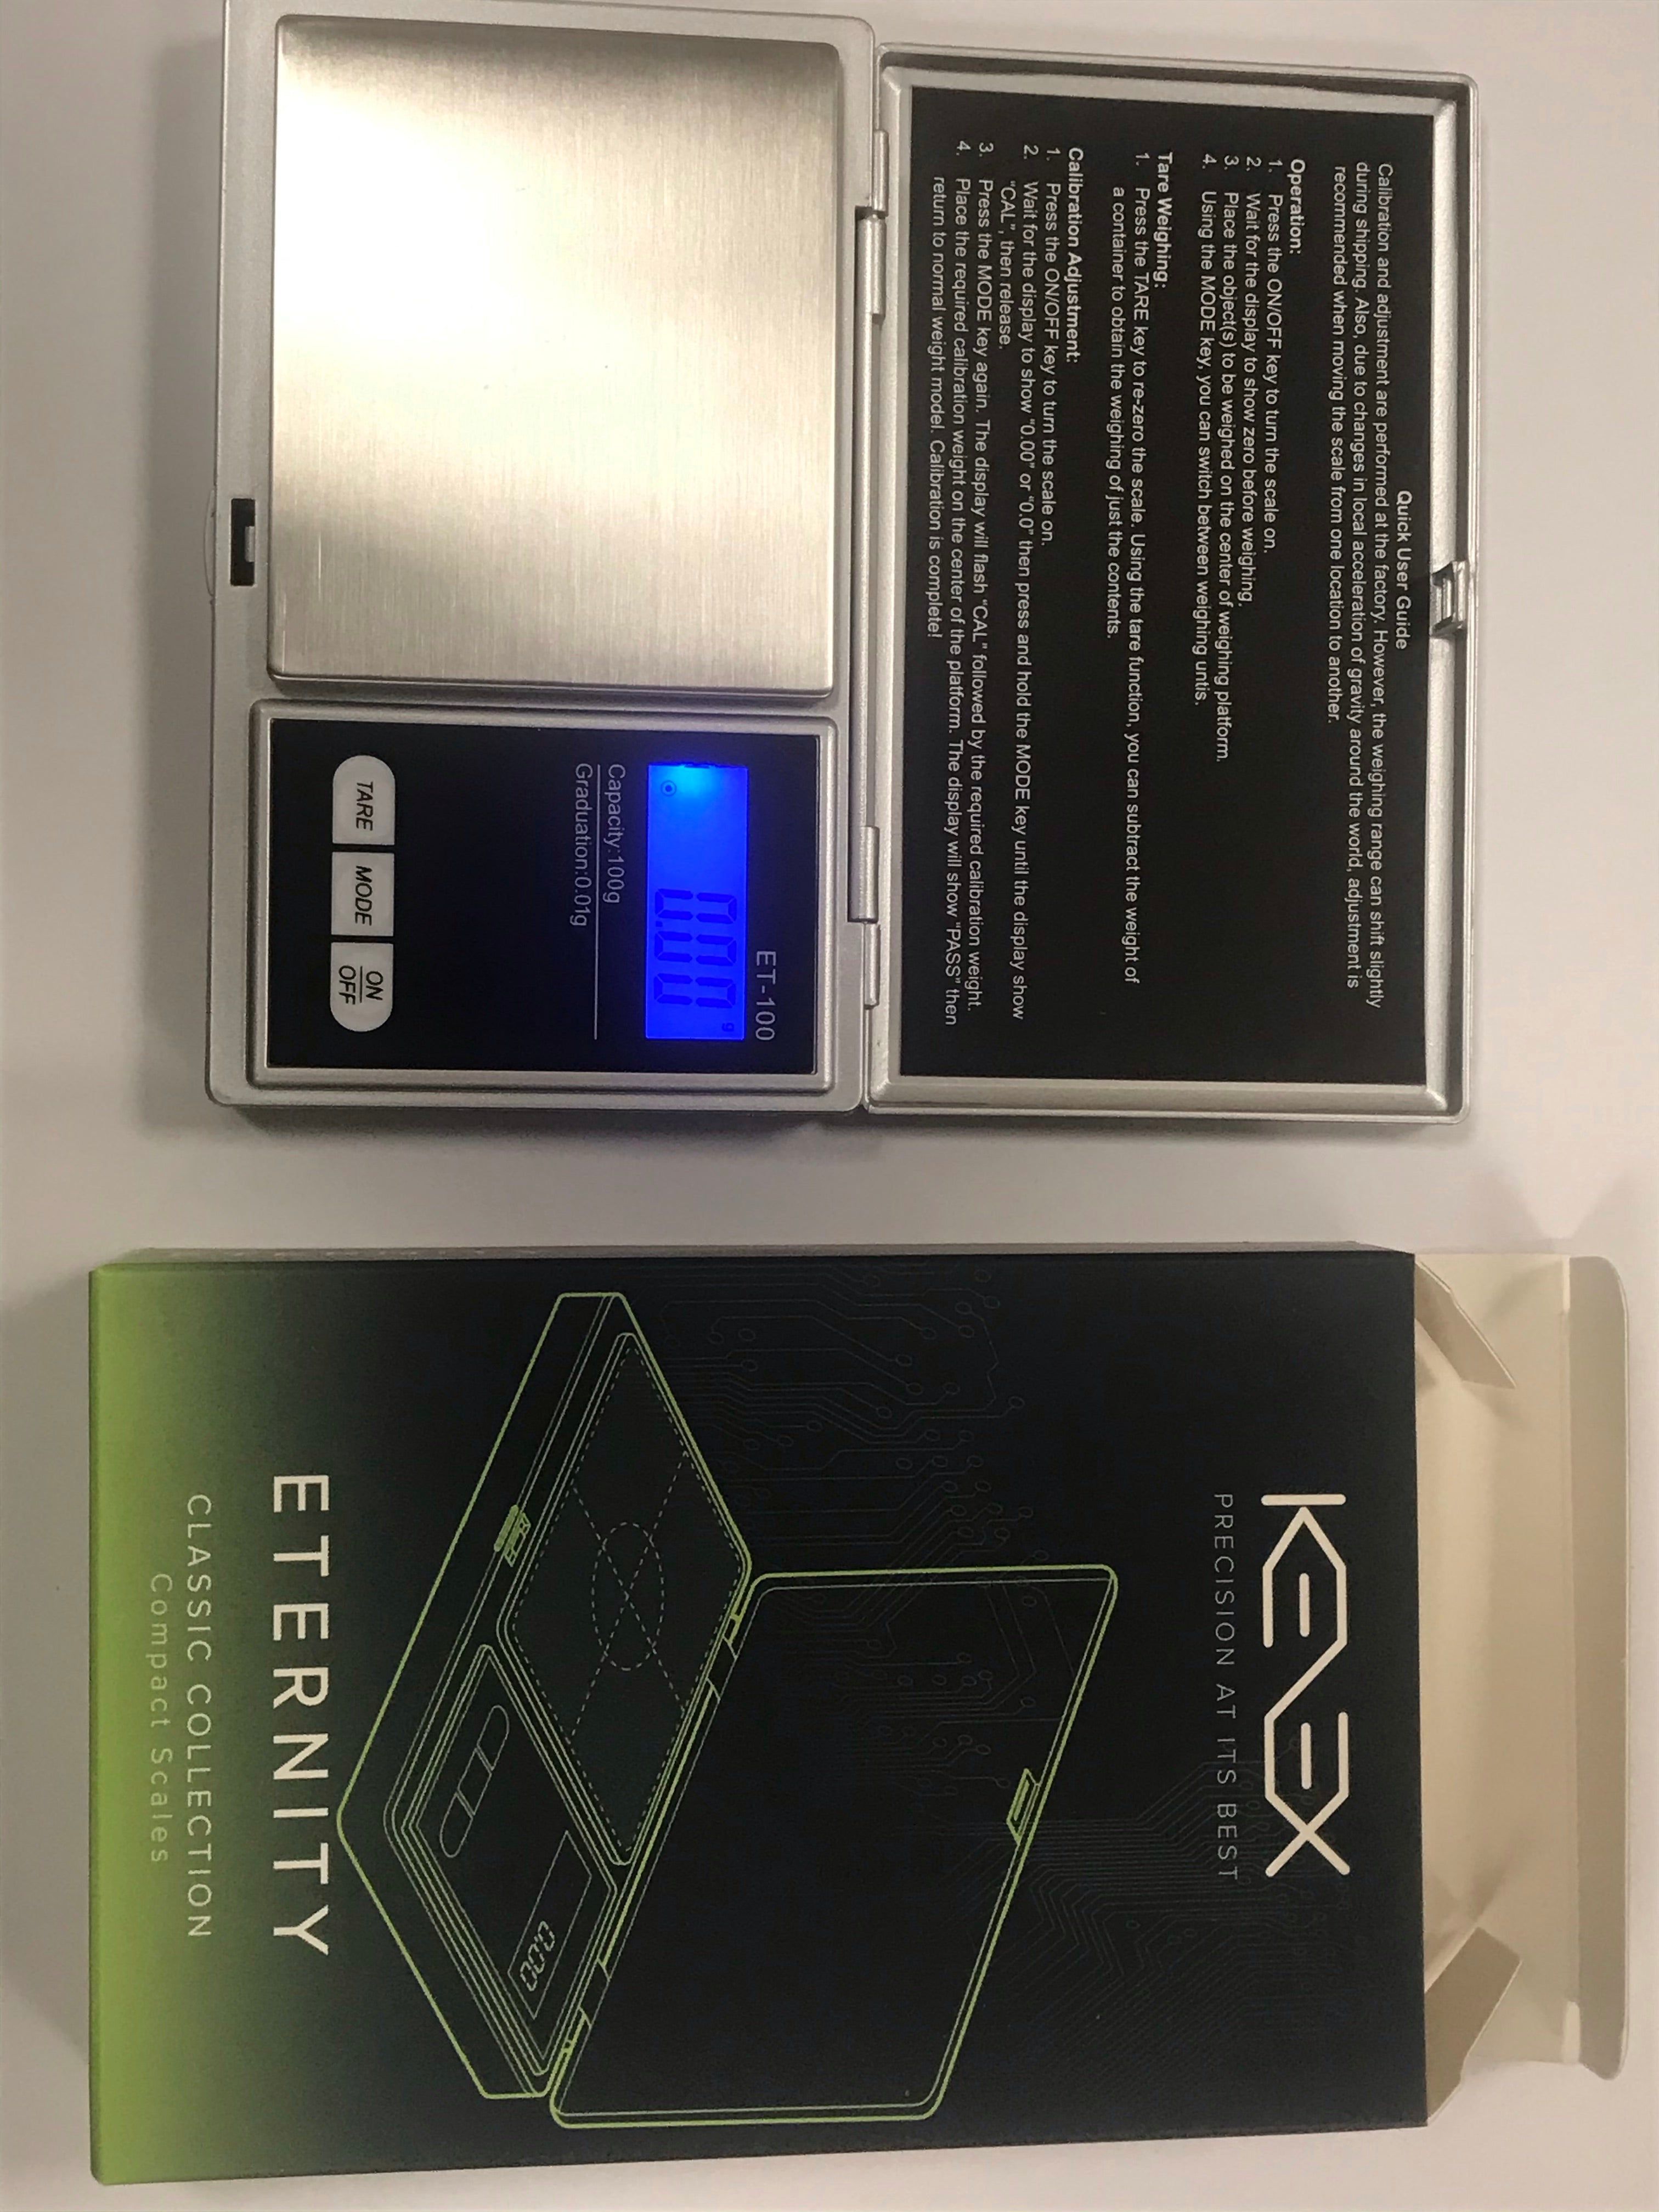 Quick User Guide
Calibration and adjustment are performed at the factory. However, the weighing range can shift slightly
during shipping. Also, due to changes in local acceleration of gravity around the world, adjustment is
recommended when moving the scale from one location to another.
Operation:
1. Press the ON/OFF key to turn the scale on.
2. Wait for the display to show zero before weighing.
3. Place the object(s) to be weighed on the center of weighing platform.
4. Using the MODE key, you can switch between weighing untis.
Tare Weighing:
1. Press the TARE key to re-zero the scale. Using the tare function, you can subtract the weight of
a container to obtain the weighing of just the contents.
Calibration Adjustment:
1. Press the ON/OFF key to turn the scale on.
2. Wait for the display to show "0.00" or "0.0" then press and hold the MODE key until the display show
"CAL", then release.
3. Press the MODE key again. The display will flash "CAL" followed by the required calibration weight.
4. Place the required calibration weight on the center of the platform. The display will show "PASS" then
return to normal weight model. Calibration is complete!
ET-100
0.00 g
Capacity:100g
Graduation:0.01g
TARE
MODE
ON
OFF
KENEX
PRECISION AT ITS BEST
0.00
ETERNITY
CLASSIC COLLECTION
Compact Scales